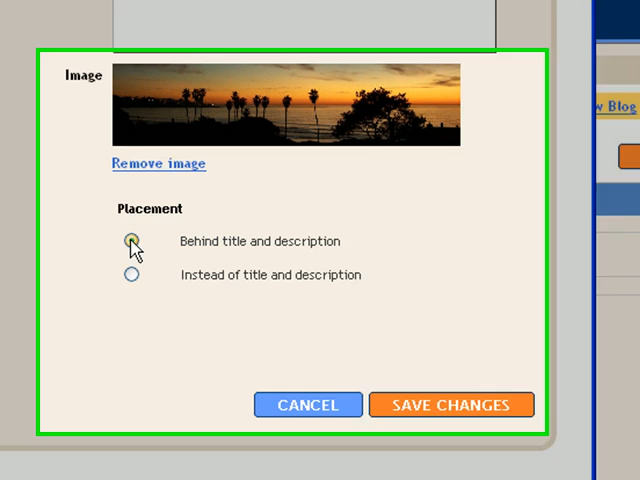 Image
w Blog
Remove image
Placement
Behind title and description
Instead of title and description
CANCEL
SAVE CHANGES